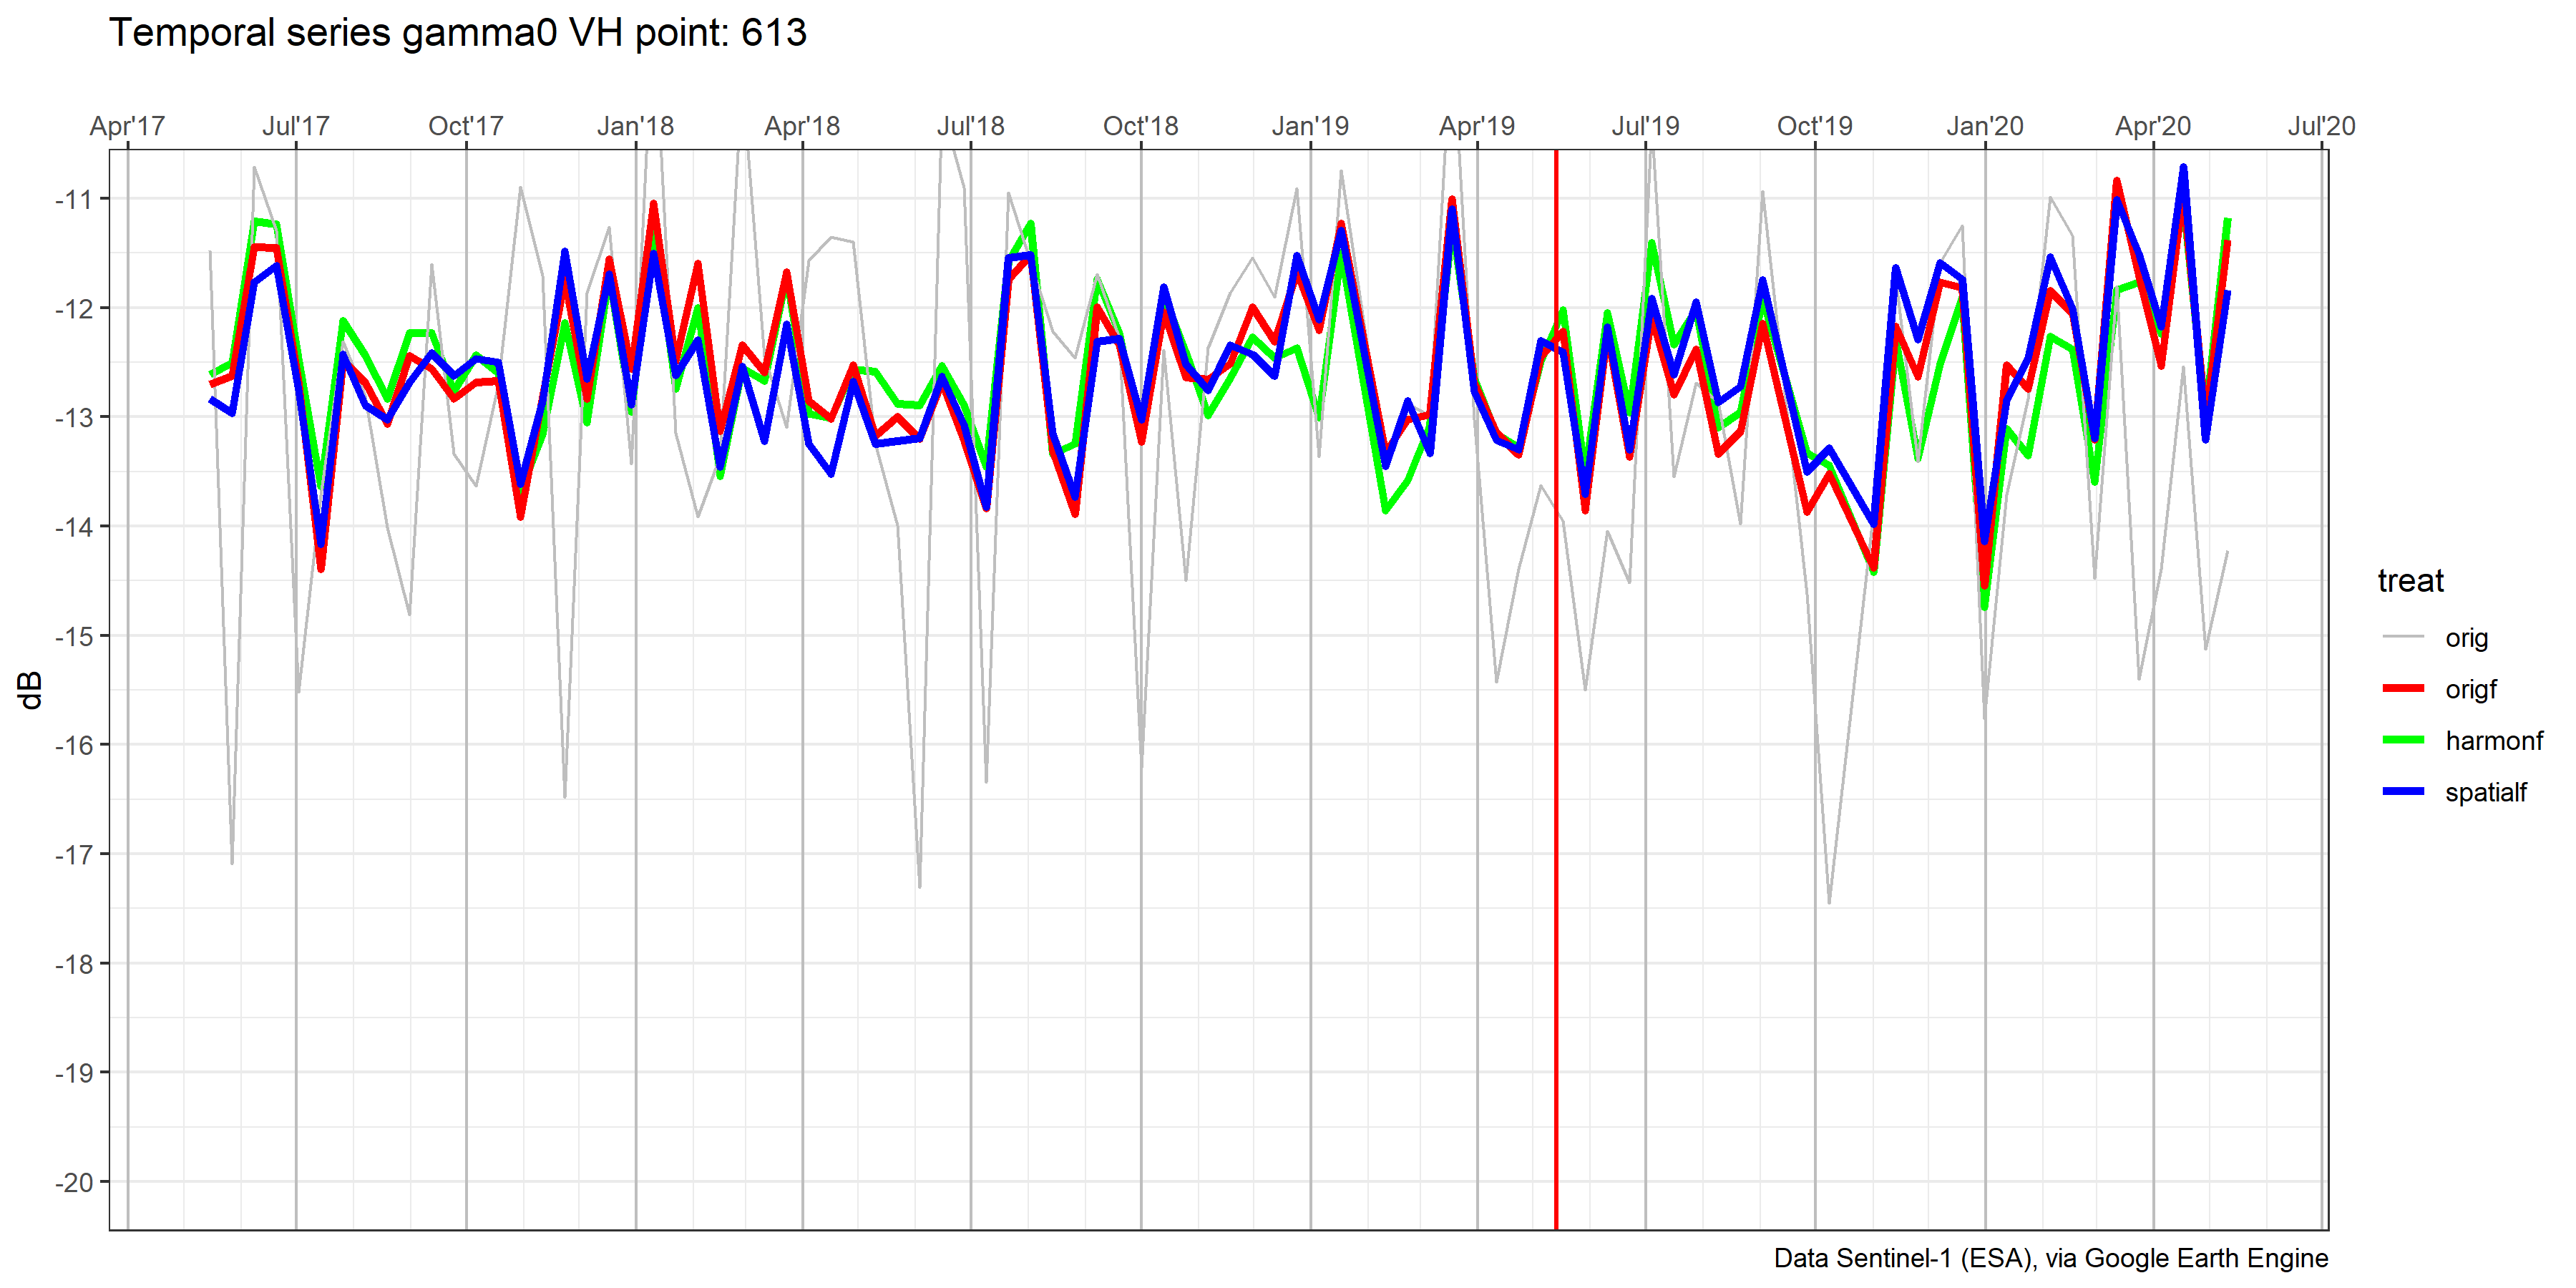 Temporal series gamma0 VH point: 613
Apr'17 Jul'17 Oct'17 Jan'18 Apr'18 Jul'18 Oct'18 Jan'19 Apr'19 Jul'19 Oct'19 Jan'20 Apr'20 Jul'20
-11
-12
-13
-14
-15
-16
-17
-18
-19
-20
dB
treat
orig
origf
harmonf
spatialf
Data Sentinel-1 (ESA), via Google Earth Engine